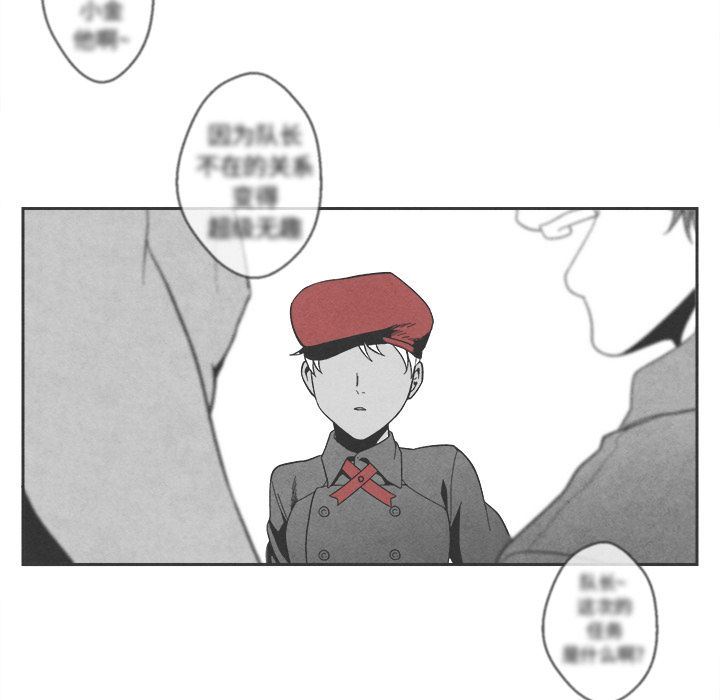 小金
他啊~
因为队长
不在的关系
变得
超级无趣
队长~
这次的
任务
是什么啊?